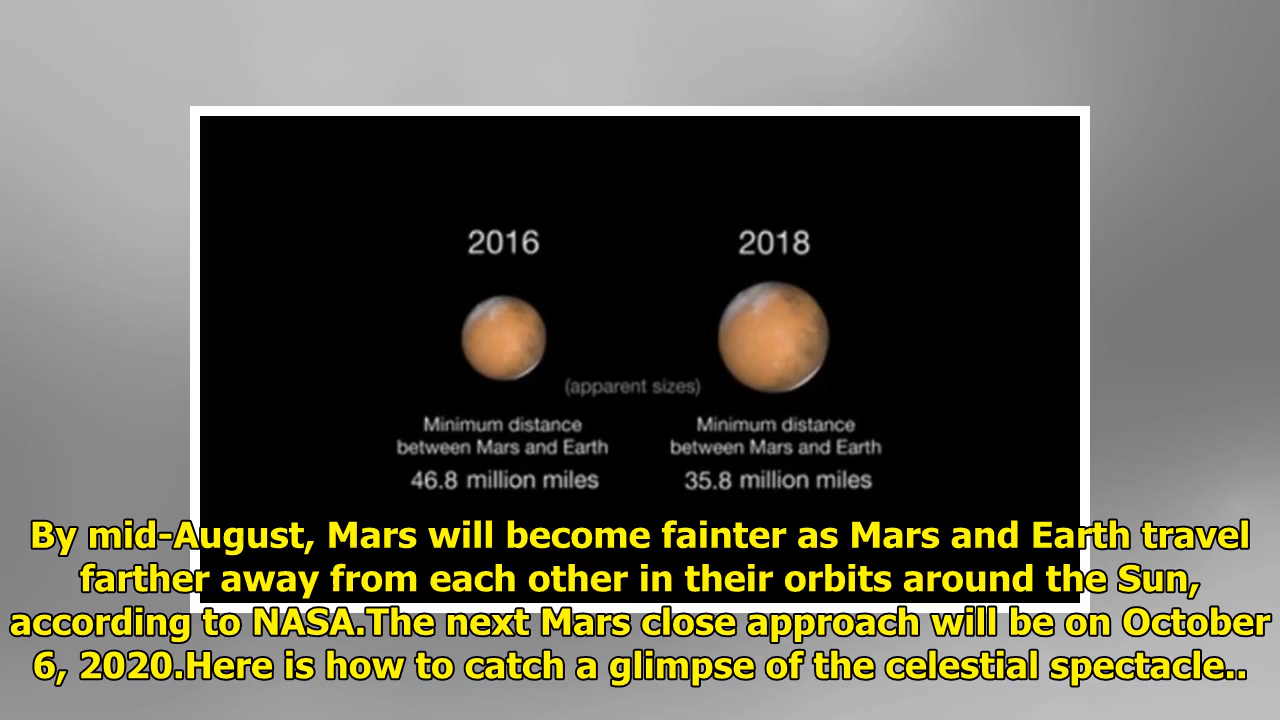 2016 2018
(apparent sizes)
Minimum distance Minimum distance
between Mars and Earth between Mars and Earth
46.8 million miles 35.8 million miles
By mid-August, Mars will become fainter as Mars and Earth travel
farther away from each other in their orbits around the Sun,
according to NASA.The next Mars close approach will be on October
6, 2020.Here is how to catch a glimpse of the celestial spectacle..